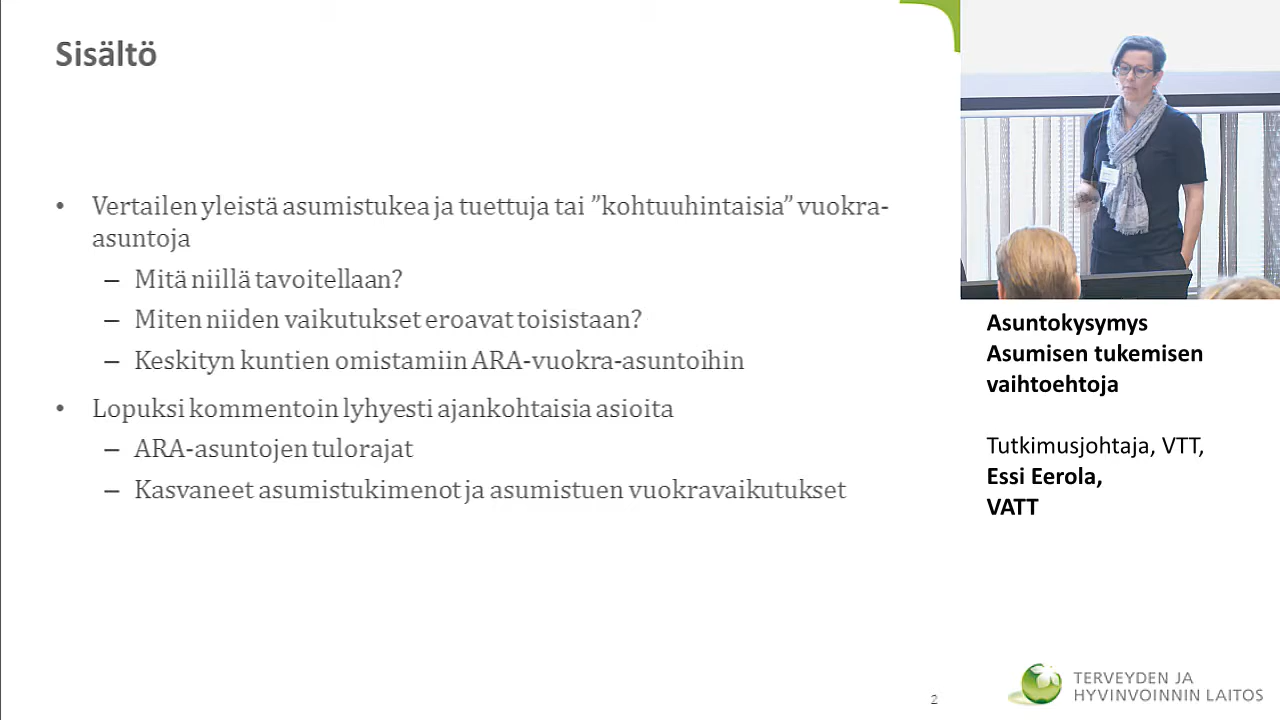 Sisältö
• Vertailen yleistä asumistukea ja tuettuja tai ”kohtuuhintaisia” vuokra-
asuntoja
– Mitä niillä tavoitellaan?
– Miten niiden vaikutukset eroavat toisistaan?
– Keskityn kuntien omistamiin ARA-vuokra-asuntoihin
• Lopuksi kommentoin lyhyesti ajankohtaisia asioita
– ARA-asuntojen tulorajat
– Kasvaneet asumistukimenot ja asumistuen vuokravaikutukset
2
Asuntokysymys
Asumisen tukemisen
vaihtoehtoja
Tutkimusjohtaja, VTT,
Essi Eerola,
VATT
TERVEYDEN JA
HYVINVOINNIN LAITOS